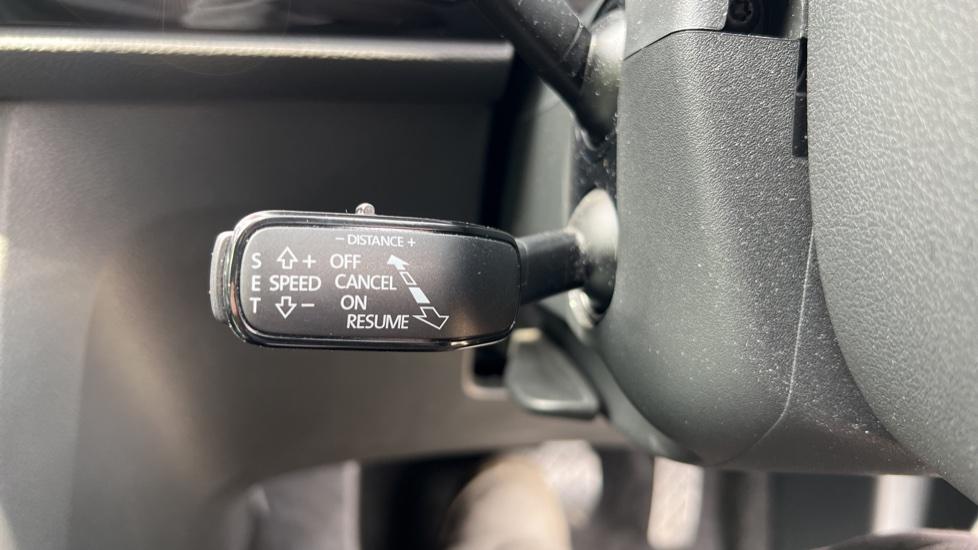 − DISTANCE +
S + OFF
E SPEED CANCEL
T − ON
RESUME